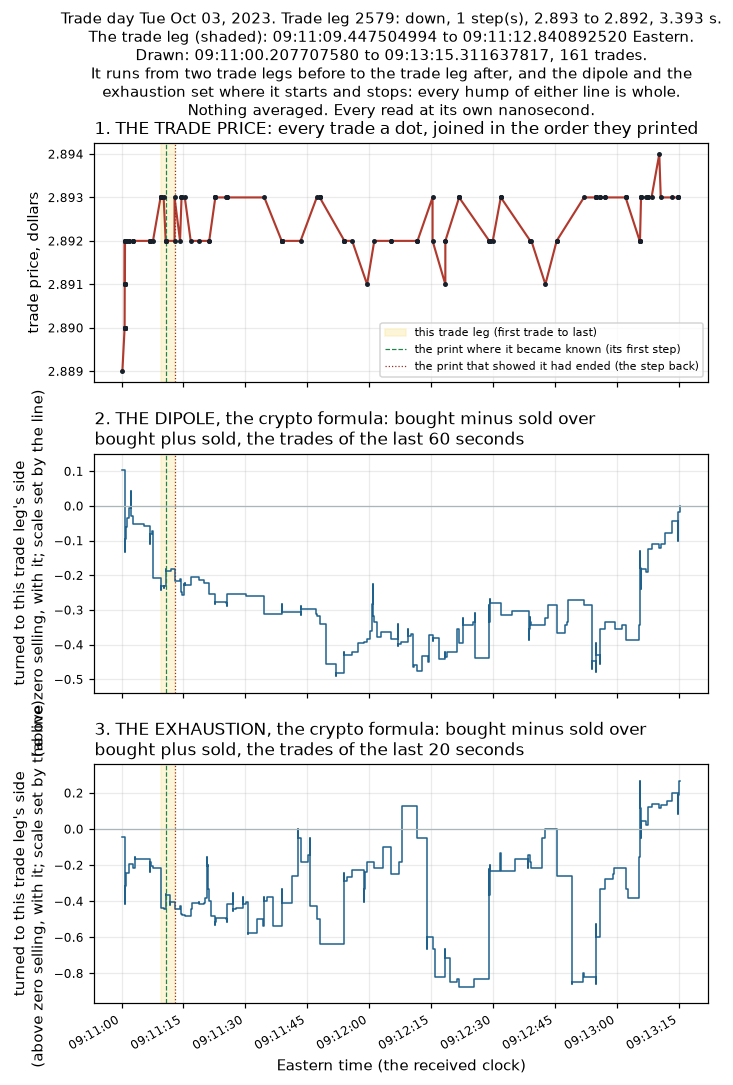 Trade day Tue Oct 03, 2023. Trade leg 2579: down, 1 step(s), 2.893 to 2.892, 3.393 s.
The trade leg (shaded): 09:11:09.447504994 to 09:11:12.840892520 Eastern.
Drawn: 09:11:00.207707580 to 09:13:15.311637817, 161 trades.
It runs from two trade legs before to the trade leg after, and the dipole and the
exhaustion set where it starts and stops: every hump of either line is whole.
Nothing averaged. Every read at its own nanosecond.
1. THE TRADE PRICE: every trade a dot, joined in the order they printed
2.894
2.893
2.892
2.891
2.890
2.889
trade price, dollars
this trade leg (first trade to last)
the print where it became known (its first step)
the print that showed it had ended (the step back)
2. THE DIPOLE, the crypto formula: bought minus sold over
bought plus sold, the trades of the last 60 seconds
0.1
0.0
−0.1
−0.2
−0.3
−0.4
−0.5
turned to this trade leg's side
(above zero selling, with it; scale set by the line)
3. THE EXHAUSTION, the crypto formula: bought minus sold over
bought plus sold, the trades of the last 20 seconds
0.2
0.0
−0.2
−0.4
−0.6
−0.8
turned to this trade leg's side
(above zero selling, with it; scale set by the line)
09:11:00
09:11:15
09:11:30
09:11:45
09:12:00
09:12:15
09:12:30
09:12:45
09:13:00
09:13:15
Eastern time (the received clock)